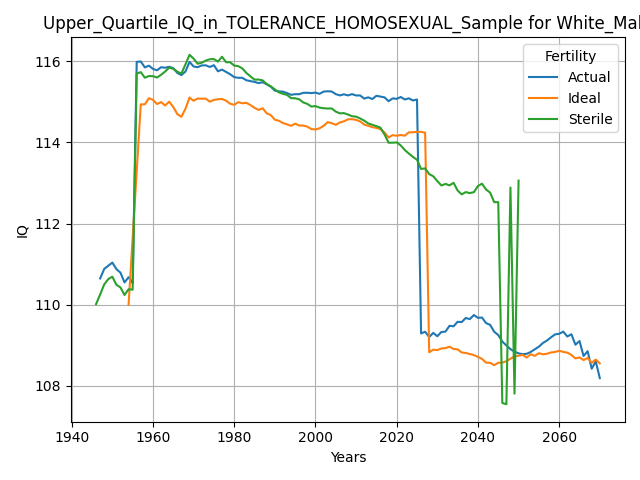 Upper_Quartile_IQ_in_TOLERANCE_HOMOSEXUAL_Sample for White_Mal
Fertility
Actual
Ideal
Sterile
116
114
112
110
108
IQ
1940
1960
1980
2000
2020
2040
2060
Years